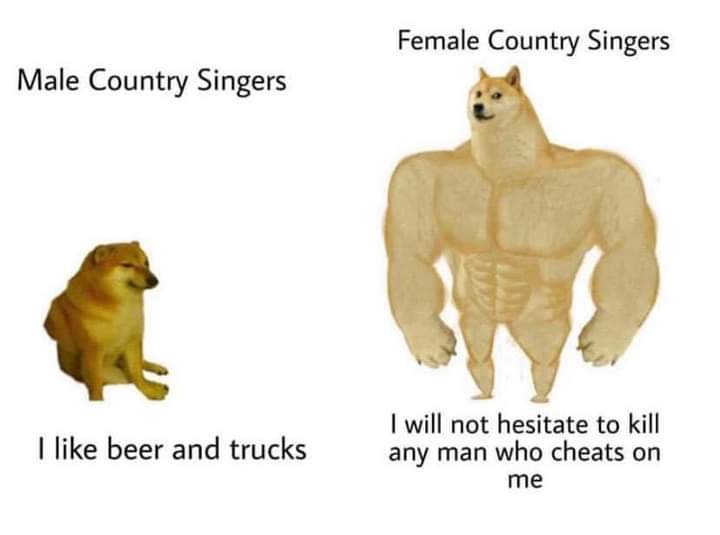 Male Country Singers
I like beer and trucks
Female Country Singers
I will not hesitate to kill
any man who cheats on
me